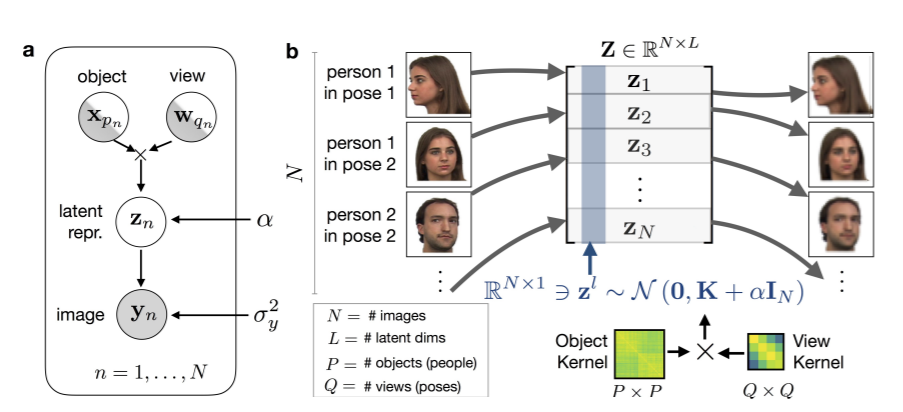 a
object view
x_{p_n} w_{q_n}
×
latent
repr.
z_n
α
image
y_n
σ_y^2
n = 1, . . . , N
b
Z ∈ ℝ^{N×L}
N
person 1
in pose 1
z_1
z_2
person 1
in pose 2
z_3
⋮
person 2
in pose 2
z_N
⋮ ⋮
ℝ^{N×1} ∋ z^l ∼ 𝒩 (0, K + αI_N)
N = # images
L = # latent dims
P = # objects (people)
Q = # views (poses)
Object
Kernel
×
View
Kernel
P × P
Q × Q